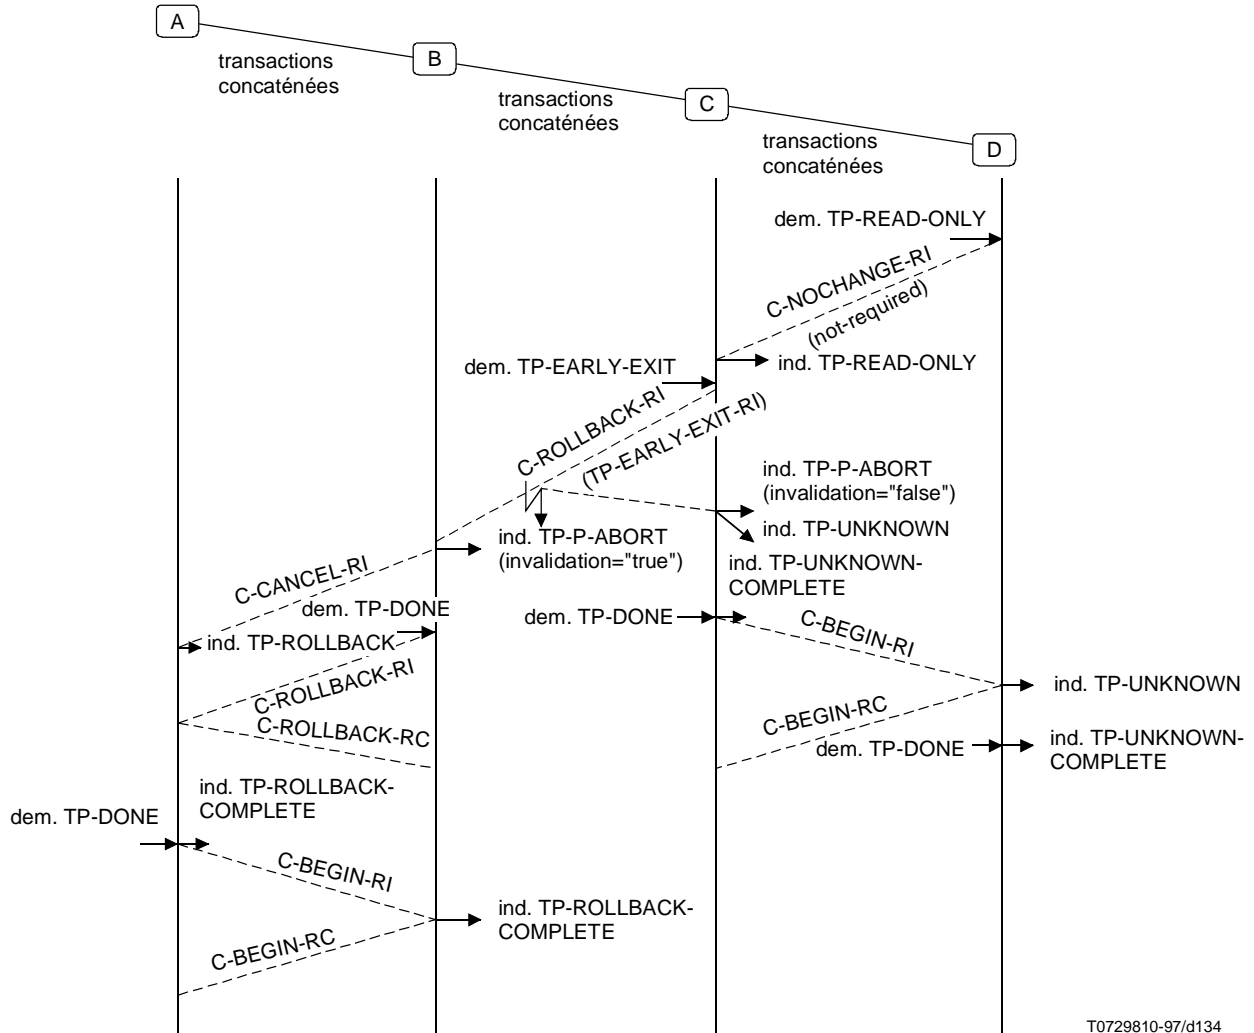 A
transactions
concaténées
B
transactions
concaténées
C
transactions
concaténées
D
dem. TP-READ-ONLY
C-NOCHANGE-RI
(not-required)
dem. TP-EARLY-EXIT
ind. TP-READ-ONLY
C-ROLLBACK-RI
(TP-EARLY-EXIT-RI)
ind. TP-P-ABORT
(invalidation="false")
ind. TP-UNKNOWN
ind. TP-P-ABORT
(invalidation="true")
ind. TP-UNKNOWN-
COMPLETE
C-CANCEL-RI
dem. TP-DONE
dem. TP-DONE
C-BEGIN-RI
ind. TP-ROLLBACK
C-ROLLBACK-RI
ind. TP-UNKNOWN
C-ROLLBACK-RC
C-BEGIN-RC
dem. TP-DONE
ind. TP-UNKNOWN-
COMPLETE
ind. TP-ROLLBACK-
COMPLETE
dem. TP-DONE
C-BEGIN-RI
ind. TP-ROLLBACK-
COMPLETE
C-BEGIN-RC
T0729810-97/d134